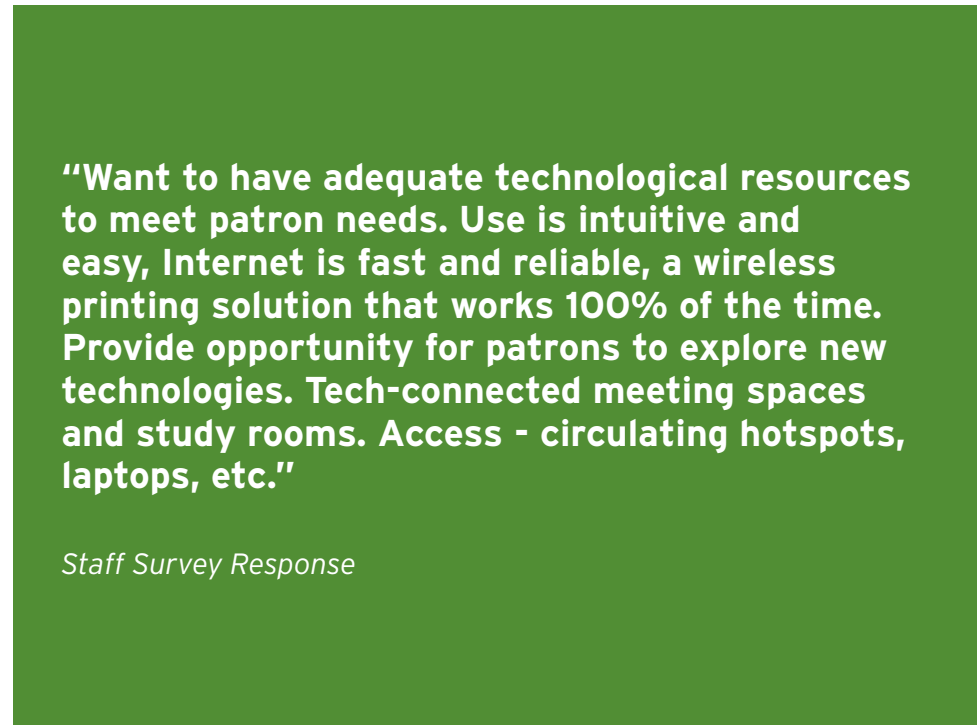 “Want to have adequate technological resources
to meet patron needs. Use is intuitive and
easy, Internet is fast and reliable, a wireless
printing solution that works 100% of the time.
Provide opportunity for patrons to explore new
technologies. Tech-connected meeting spaces
and study rooms. Access - circulating hotspots,
laptops, etc.”
Staff Survey Response